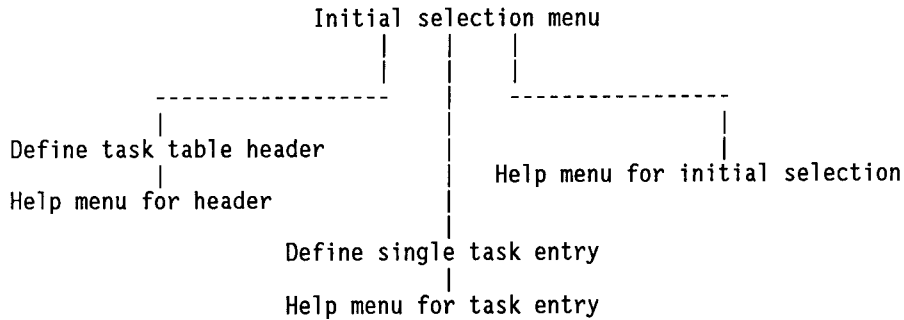 Initial selection menu
Define task table header
Help menu for initial selection
Help menu for header
Define single task entry
Help menu for task entry